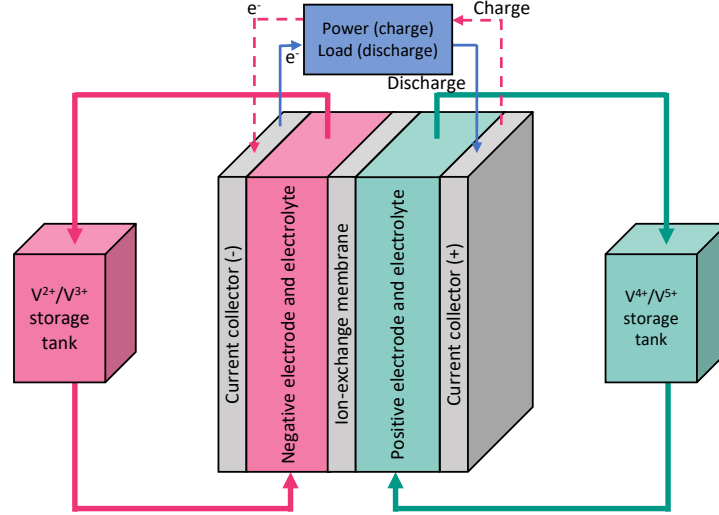 e⁻
Charge
Power (charge)
Load (discharge)
e⁻
Discharge
V²⁺/V³⁺
storage
tank
Current collector (-)
Negative electrode and electrolyte
Ion-exchange membrane
Positive electrode and electrolyte
Current collector (+)
V⁴⁺/V⁵⁺
storage
tank